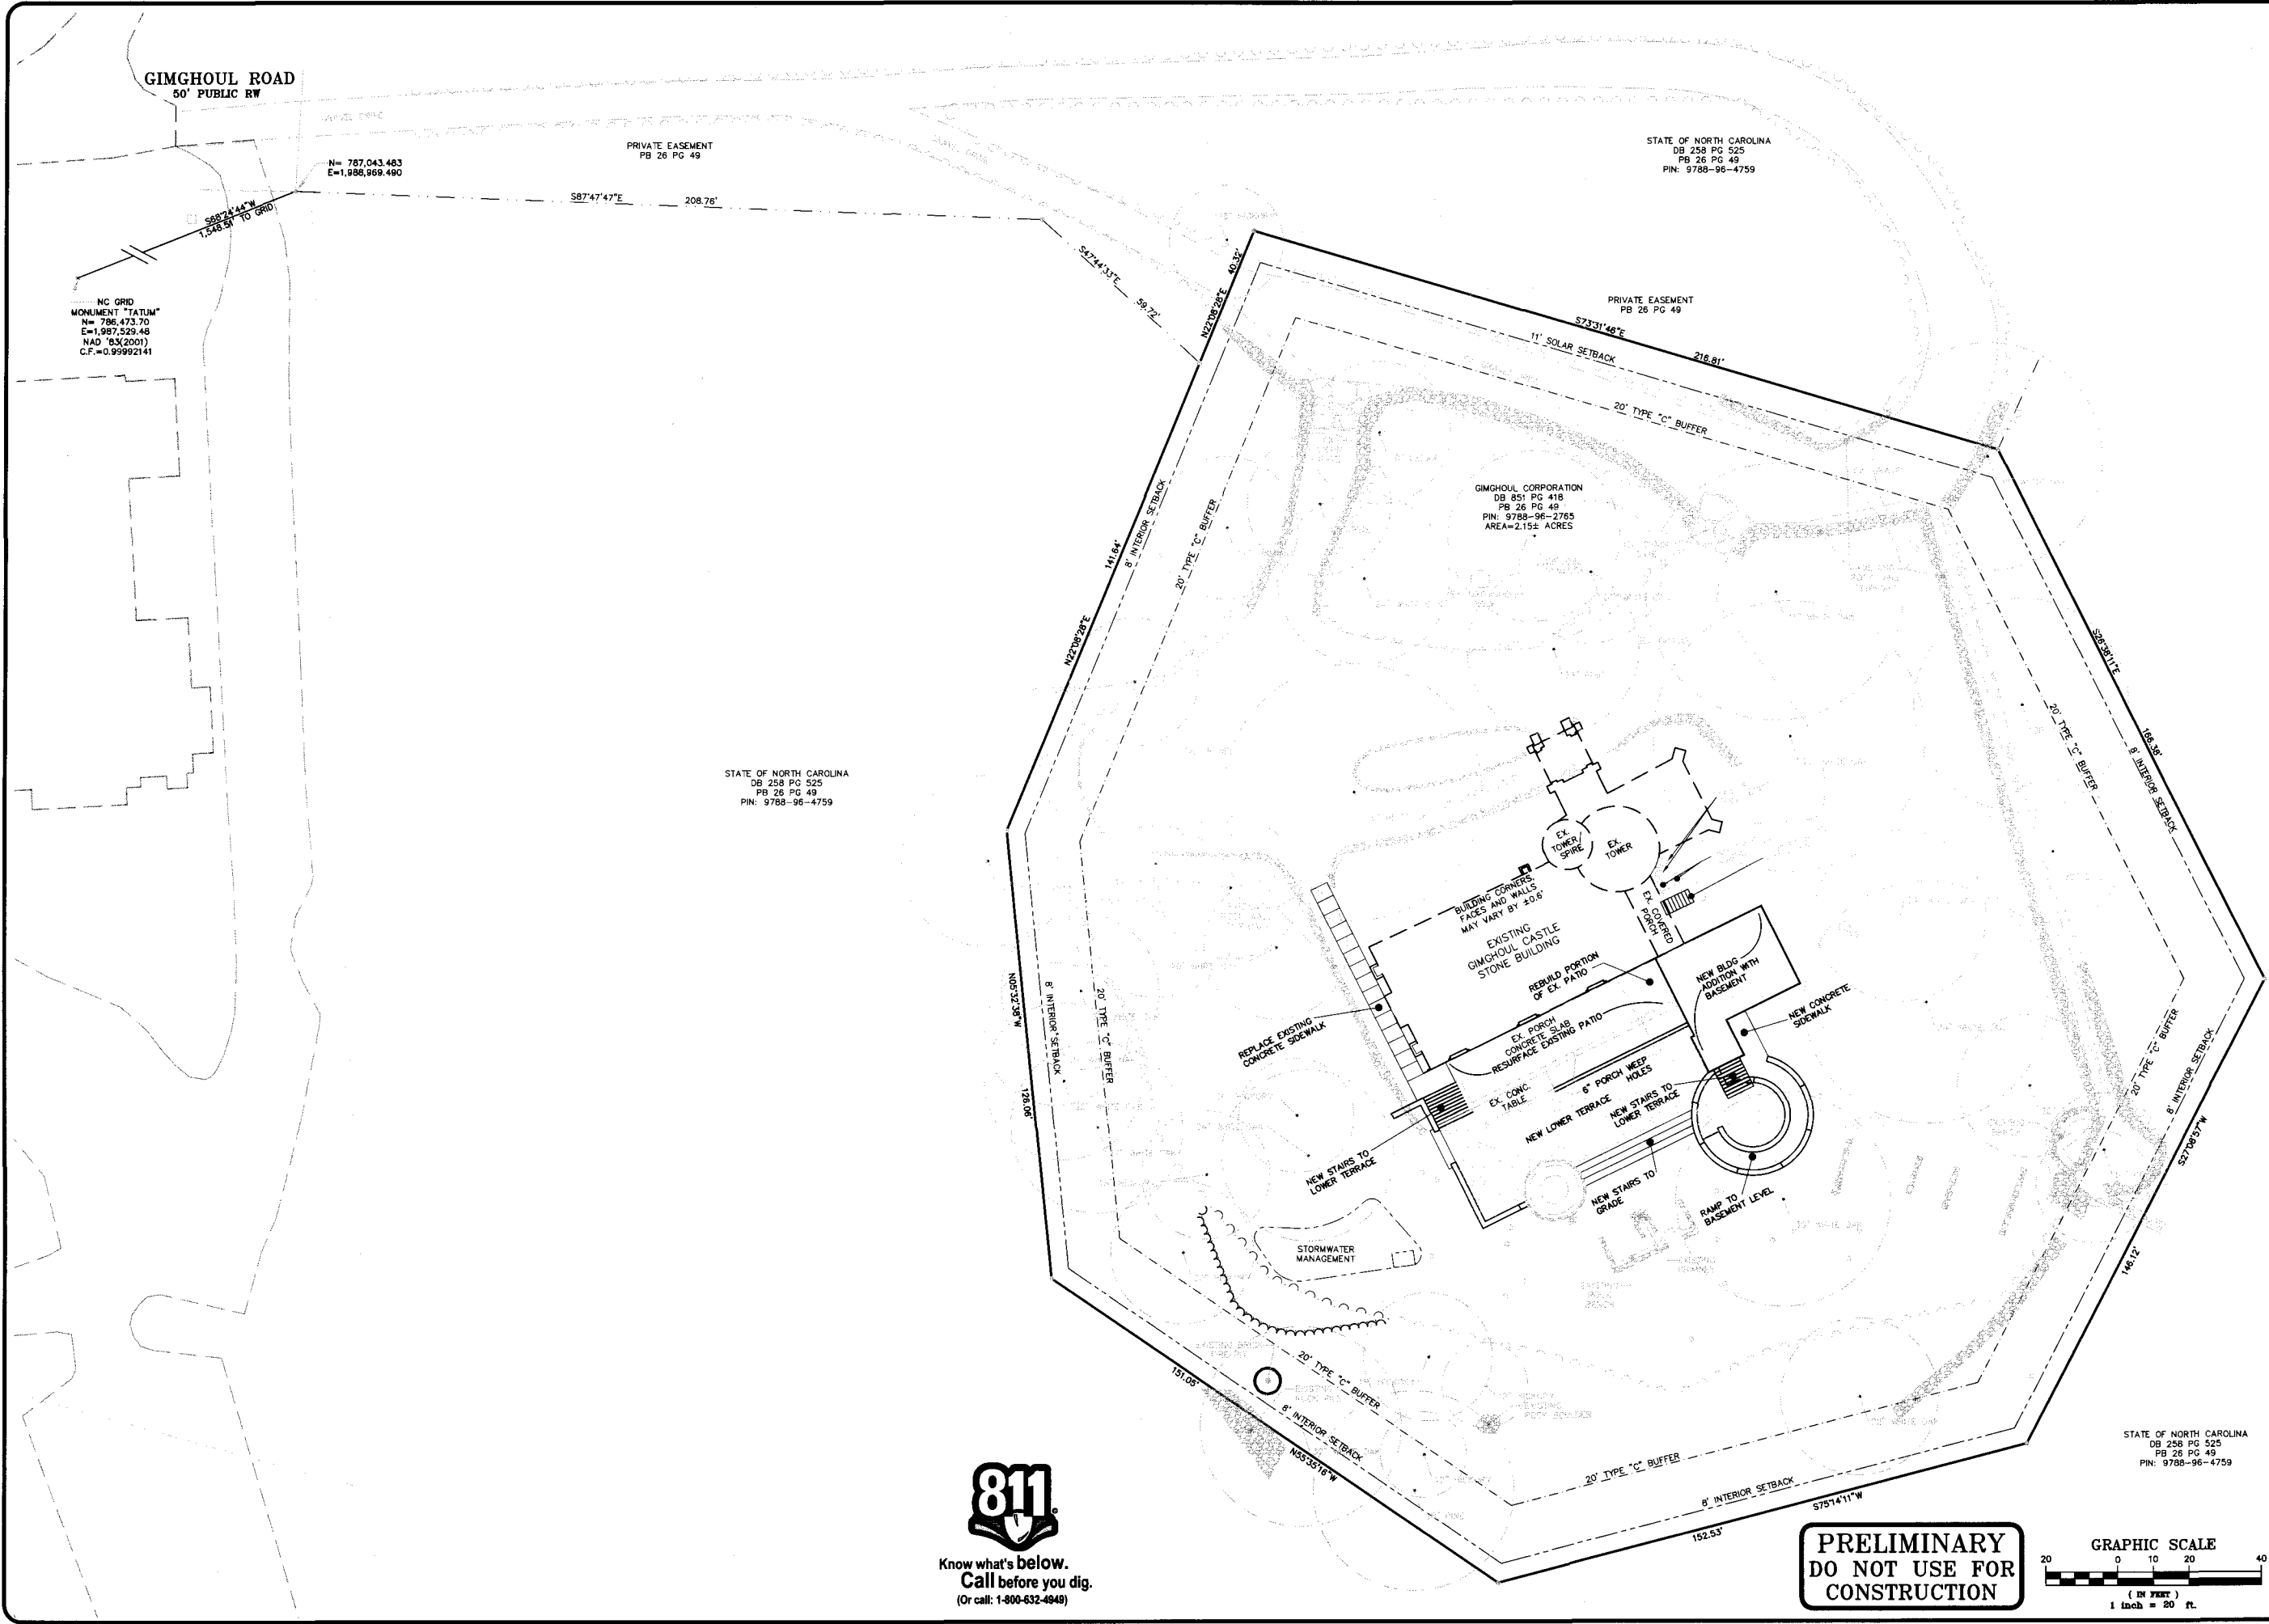 GIMGHOUL ROAD
50' PUBLIC RW
N= 787,043.483
E=1,988,969.490
PRIVATE EASEMENT
PB 26 PG 49
STATE OF NORTH CAROLINA
DB 258 PG 525
PB 26 PG 49
PIN: 9788-96-4759
S87°47'47"E 208.76'
S68°24'44"W
1,548.51' TO GRID
NC GRID
MONUMENT "TATUM"
N= 786,473.70
E=1,987,529.48
NAD '83(2001)
C.F.=0.99992141
S47°44'33"E
59.72'
N22°08'28"E
40.32'
PRIVATE EASEMENT
PB 26 PG 49
S73°31'46"E
216.81'
11' SOLAR SETBACK
20' TYPE "C" BUFFER
GIMGHOUL CORPORATION
DB 851 PG 418
PB 26 PG 49
PIN: 9788-96-2765
AREA=2.15± ACRES
141.64'
8' INTERIOR SETBACK
20' TYPE "C" BUFFER
N22°08'28"E
S26°38'11"E
166.38'
20' TYPE "C" BUFFER
8' INTERIOR SETBACK
STATE OF NORTH CAROLINA
DB 258 PG 525
PB 26 PG 49
PIN: 9788-96-4759
EX.
TOWER/
SPIRE
EX.
TOWER
BUILDING CORNERS,
FACES AND WALLS
MAY VARY BY ±0.6'
EX. COVERED
PORCH
EXISTING
GIMGHOUL CASTLE
STONE BUILDING
REBUILD PORTION
OF EX. PATIO
NEW BLDG
ADDITION WITH
BASEMENT
NEW CONCRETE
SIDEWALK
REPLACE EXISTING
CONCRETE SIDEWALK
EX. PORCH
CONCRETE SLAB
RESURFACE EXISTING PATIO
EX. CONC.
TABLE
6" PORCH WEEP
HOLES
NEW LOWER TERRACE
NEW STAIRS TO
LOWER TERRACE
NEW STAIRS TO
LOWER TERRACE
NEW STAIRS TO
GRADE
RAMP TO
BASEMENT LEVEL
N05°32'38"W
126.06'
8' INTERIOR SETBACK
20' TYPE "C" BUFFER
20' TYPE "C" BUFFER
8' INTERIOR SETBACK
S27°08'57"W
146.12'
STORMWATER
MANAGEMENT
151.05'
20' TYPE "C" BUFFER
8' INTERIOR SETBACK
N55°35'16"W
20' TYPE "C" BUFFER
8' INTERIOR SETBACK
S75°14'11"W
152.53'
STATE OF NORTH CAROLINA
DB 258 PG 525
PB 26 PG 49
PIN: 9788-96-4759
811
Know what's below.
Call before you dig.
(Or call: 1-800-632-4949)
PRELIMINARY
DO NOT USE FOR
CONSTRUCTION
GRAPHIC SCALE
20 0 10 20 40
( IN FEET )
1 inch = 20 ft.